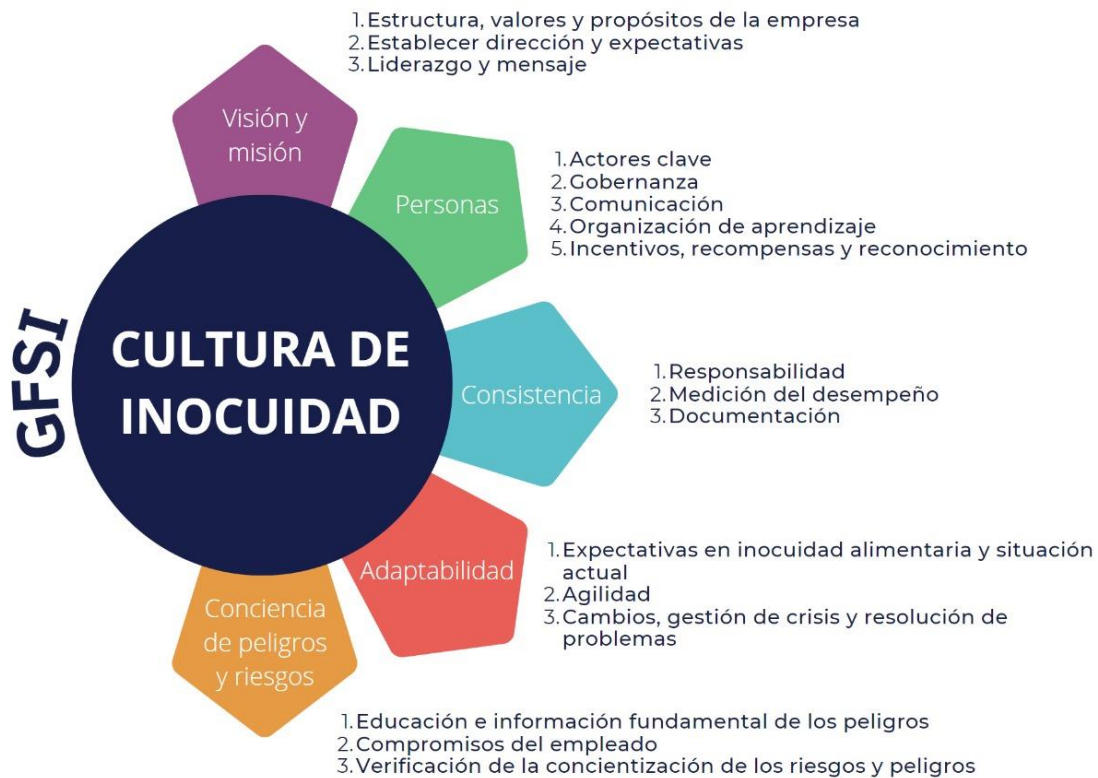 1. Estructura, valores y propósitos de la empresa
2. Establecer dirección y expectativas
3. Liderazgo y mensaje
Visión y
misión
Personas
1. Actores clave
2. Gobernanza
3. Comunicación
4. Organización de aprendizaje
5. Incentivos, recompensas y reconocimiento
GFSI
CULTURA DE
INOCUIDAD
Consistencia
1. Responsabilidad
2. Medición del desempeño
3. Documentación
Adaptabilidad
1. Expectativas en inocuidad alimentaria y situación
actual
2. Agilidad
3. Cambios, gestión de crisis y resolución de
problemas
Conciencia
de peligros
y riesgos
1. Educación e información fundamental de los peligros
2. Compromisos del empleado
3. Verificación de la concientización de los riesgos y peligros